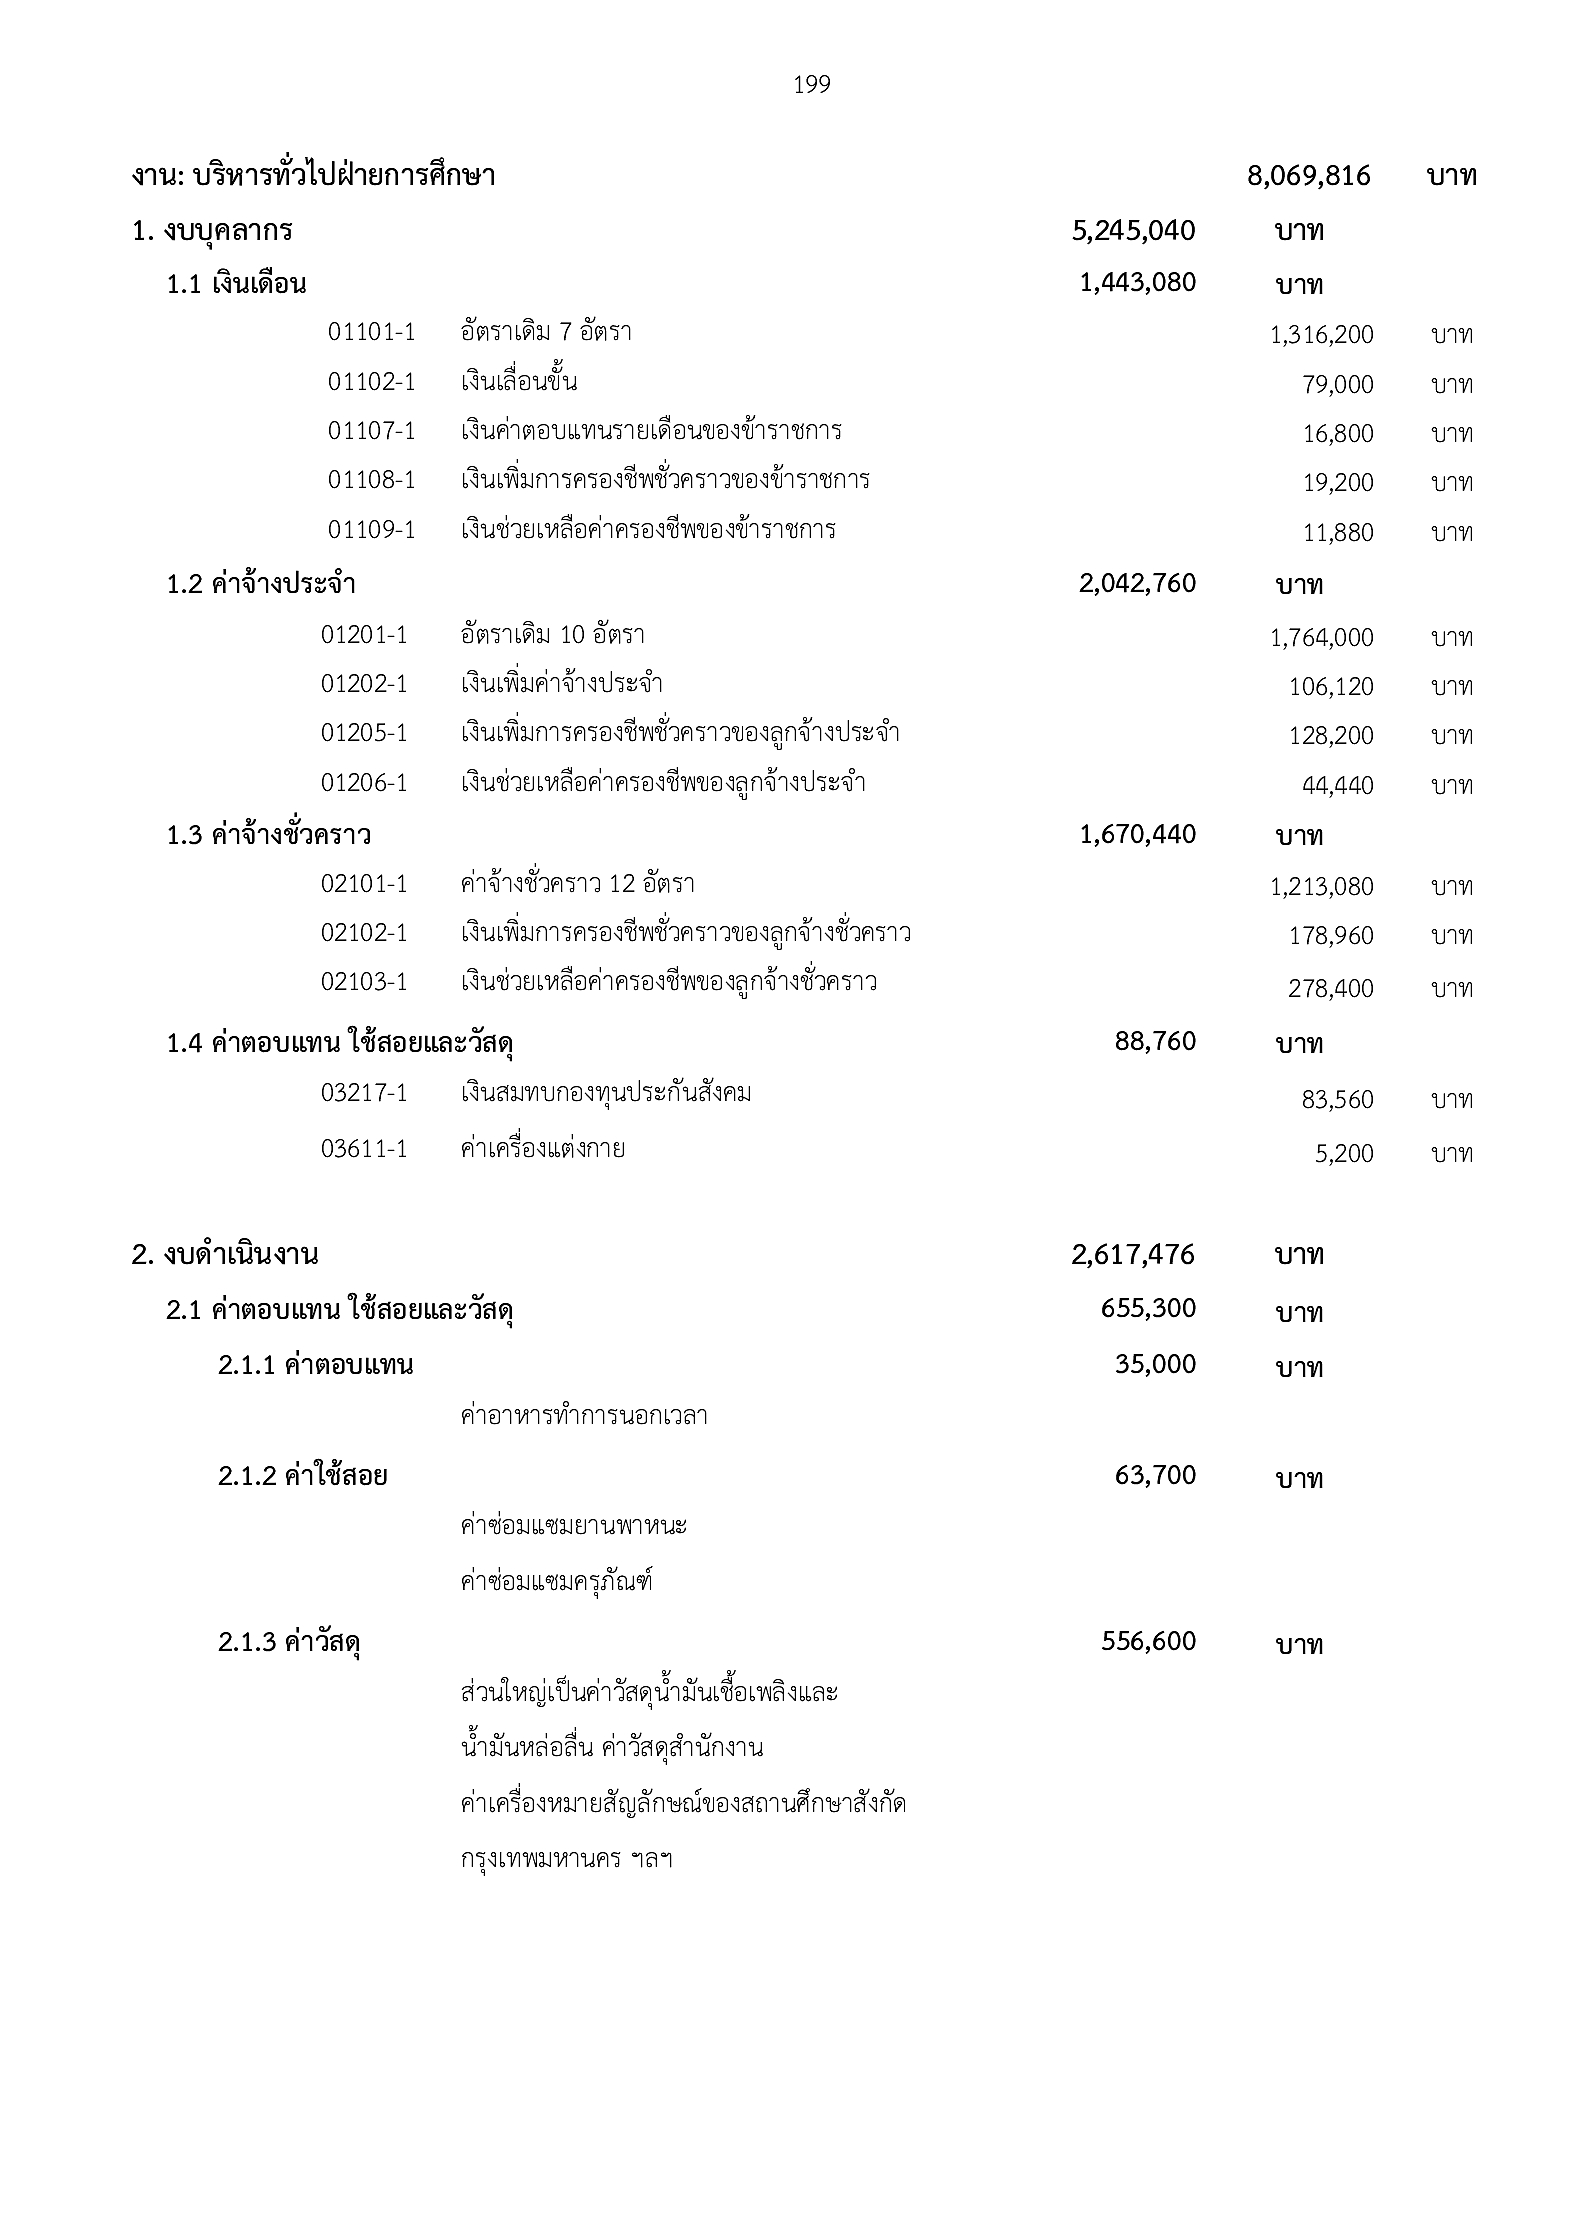 199
งาน: บริหารทั่วไปฝ่ายการศึกษา 8,069,816 บาท
1. งบบุคลากร 5,245,040 บาท
1.1 เงินเดือน 1,443,080 บาท
01101-1 อัตราเดิม 7 อัตรา 1,316,200 บาท
01102-1 เงินเลื่อนขั้น 79,000 บาท
01107-1 เงินค่าตอบแทนรายเดือนของข้าราชการ 16,800 บาท
01108-1 เงินเพิ่มการครองชีพชั่วคราวของข้าราชการ 19,200 บาท
01109-1 เงินช่วยเหลือค่าครองชีพของข้าราชการ 11,880 บาท
1.2 ค่าจ้างประจำ 2,042,760 บาท
01201-1 อัตราเดิม 10 อัตรา 1,764,000 บาท
01202-1 เงินเพิ่มค่าจ้างประจำ 106,120 บาท
01205-1 เงินเพิ่มการครองชีพชั่วคราวของลูกจ้างประจำ 128,200 บาท
01206-1 เงินช่วยเหลือค่าครองชีพของลูกจ้างประจำ 44,440 บาท
1.3 ค่าจ้างชั่วคราว 1,670,440 บาท
02101-1 ค่าจ้างชั่วคราว 12 อัตรา 1,213,080 บาท
02102-1 เงินเพิ่มการครองชีพชั่วคราวของลูกจ้างชั่วคราว 178,960 บาท
02103-1 เงินช่วยเหลือค่าครองชีพของลูกจ้างชั่วคราว 278,400 บาท
1.4 ค่าตอบแทน ใช้สอยและวัสดุ 88,760 บาท
03217-1 เงินสมทบกองทุนประกันสังคม 83,560 บาท
03611-1 ค่าเครื่องแต่งกาย 5,200 บาท
2. งบดำเนินงาน 2,617,476 บาท
2.1 ค่าตอบแทน ใช้สอยและวัสดุ 655,300 บาท
2.1.1 ค่าตอบแทน 35,000 บาท
ค่าอาหารทำการนอกเวลา
2.1.2 ค่าใช้สอย 63,700 บาท
ค่าซ่อมแซมยานพาหนะ
ค่าซ่อมแซมครุภัณฑ์
2.1.3 ค่าวัสดุ 556,600 บาท
ส่วนใหญ่เป็นค่าวัสดุน้ำมันเชื้อเพลิงและ
น้ำมันหล่อลื่น ค่าวัสดุสำนักงาน
ค่าเครื่องหมายสัญลักษณ์ของสถานศึกษาสังกัด
กรุงเทพมหานคร ฯลฯ